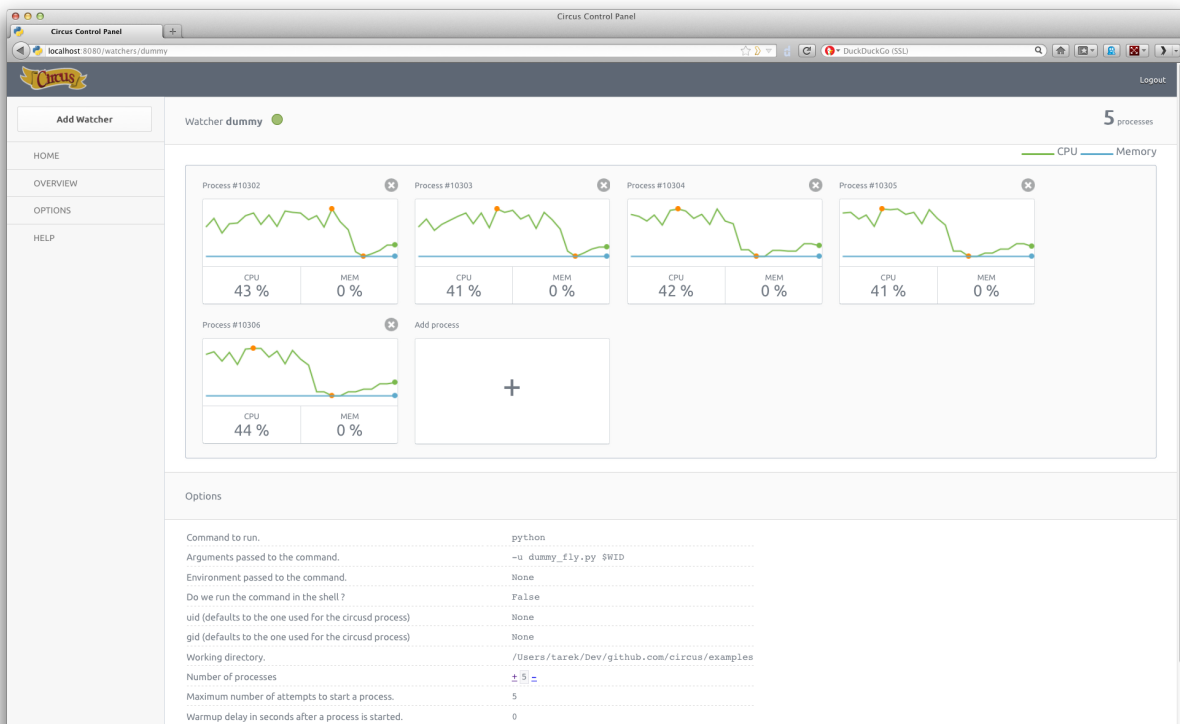 Circus Control Panel
Circus Control Panel
localhost:8080/watchers/dummy
DuckDuckGo (SSL)
Circus
Logout
Add Watcher
Watcher dummy
5 processes
HOME
OVERVIEW
OPTIONS
HELP
CPU Memory
Process #10302 Process #10303 Process #10304 Process #10305
CPU MEM CPU MEM CPU MEM CPU MEM
43 % 0 % 41 % 0 % 42 % 0 % 41 % 0 %
Process #10306 Add process
+
CPU MEM
44 % 0 %
Options
Command to run. python
Arguments passed to the command. -u dummy_fly.py $WID
Environment passed to the command. None
Do we run the command in the shell ? False
uid (defaults to the one used for the circusd process) None
gid (defaults to the one used for the circusd process) None
Working directory. /Users/tarek/Dev/github.com/circus/examples
Number of processes + 5 -
Maximum number of attempts to start a process. 5
Warmup delay in seconds after a process is started. 0